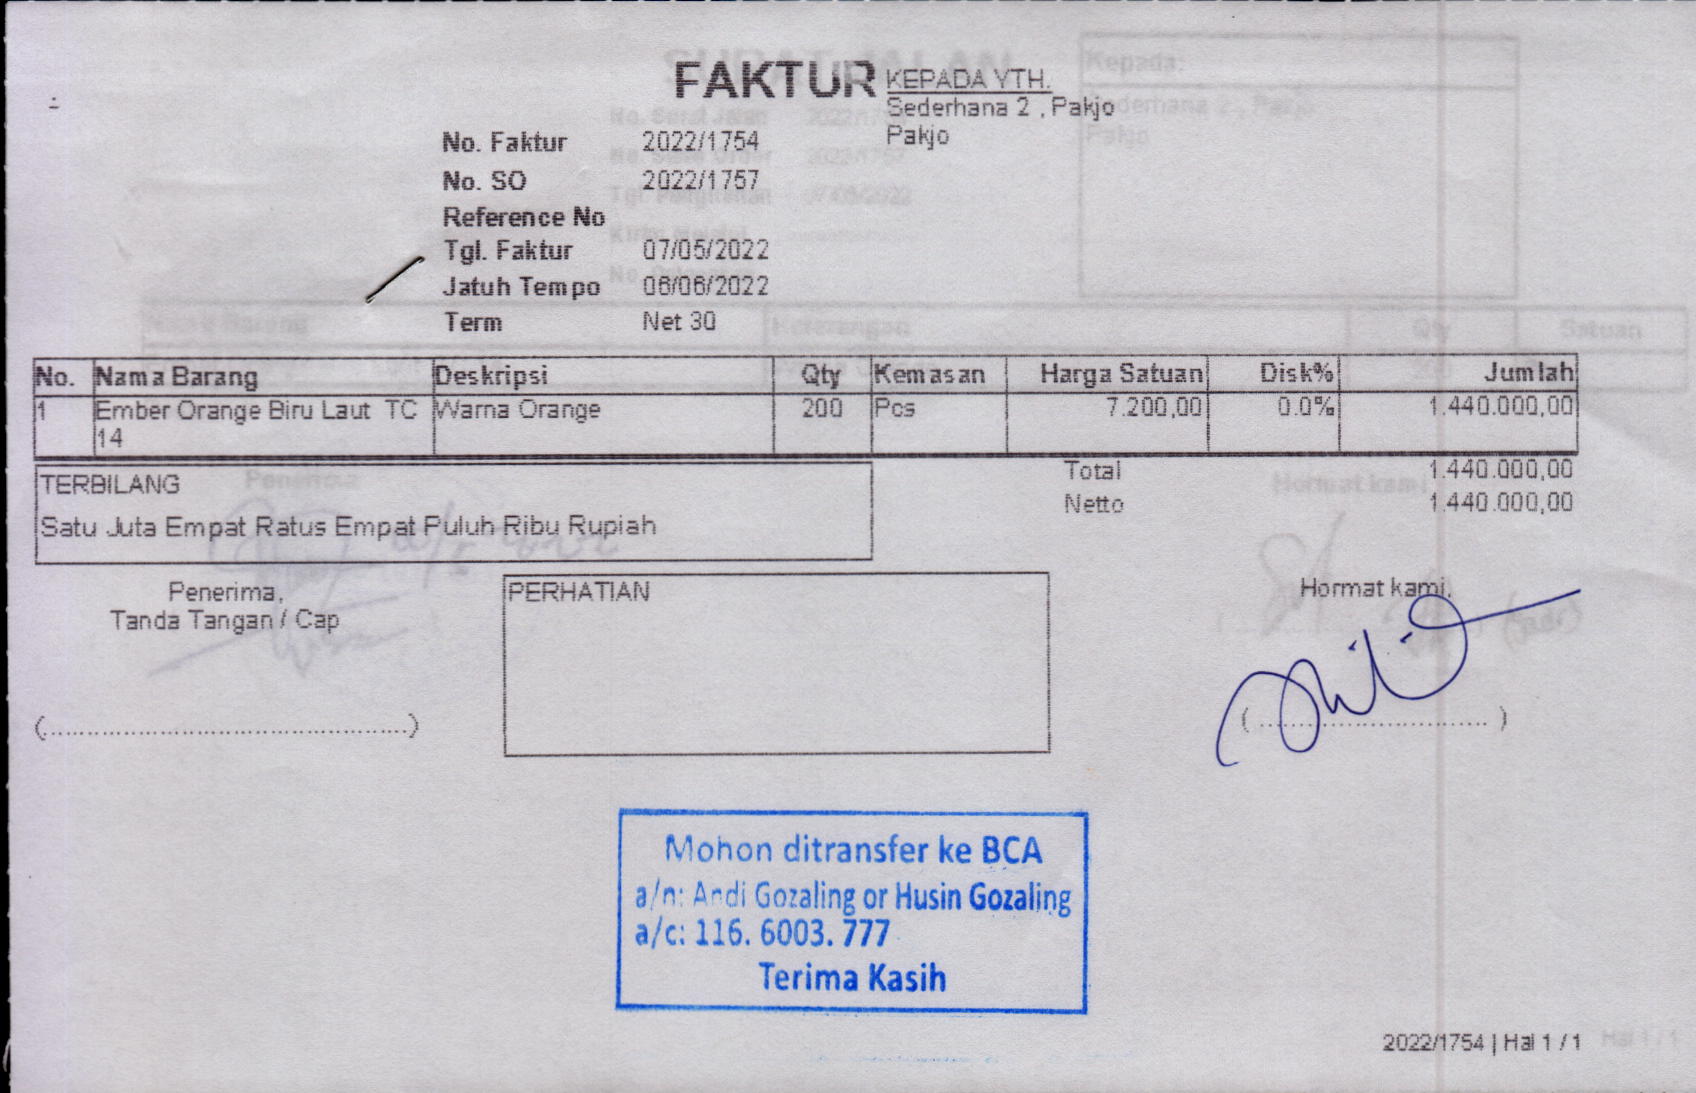 FAKTUR
KEPADA YTH.
Sederhana 2 , Pakjo
Pakjo
No. Faktur 2022/1754
No. SO 2022/1757
Reference No
Tgl. Faktur 07/05/2022
Jatuh Tempo 06/06/2022
Term Net 30
No. Nama Barang Deskripsi Qty Kemasan Harga Satuan Disk% Jumlah
1 Ember Orange Biru Laut TC Warna Orange 200 Pcs 7.200,00 0.0% 1.440.000,00
14
Total 1.440.000,00
Netto 1.440.000,00
TERBILANG
Satu Juta Empat Ratus Empat Puluh Ribu Rupiah
Penerima,
Tanda Tangan / Cap
(..............................................)
PERHATIAN
Hormat kami,
( .............................. )
Mohon ditransfer ke BCA
a/n: Andi Gozaling or Husin Gozaling
a/c: 116. 6003. 777
Terima Kasih
2022/1754 | Hal 1 / 1